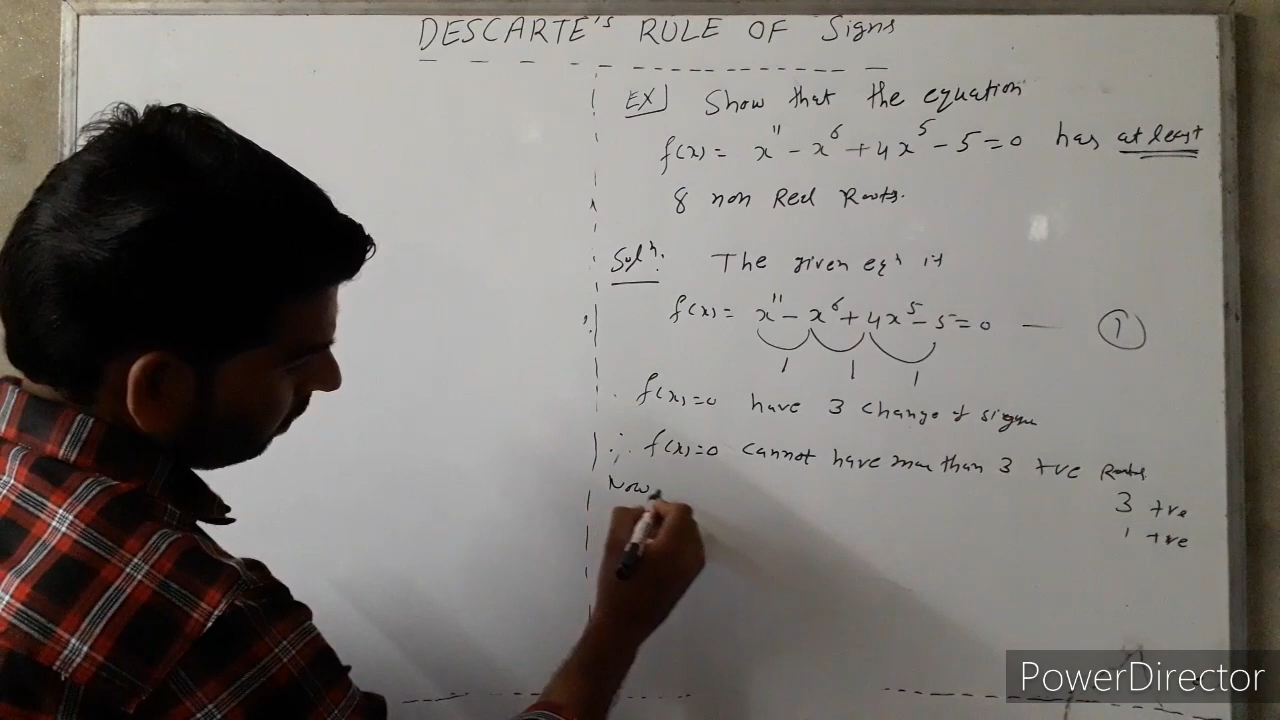 DESCARTE'S RULE OF Signs
EX] Show that the equation
f(x) = x¹¹ - x⁶ + 4x⁵ - 5 = 0 has at least
8 non Real Roots.
Solⁿ. The given eqⁿ is
f(x) = x¹¹ - x⁶ + 4x⁵ - 5 = 0 — ①
1 1 1
f(x)=0 have 3 change of
∴ f(x)=0 cannot have more than 3 +ve Roots
3 +ve
1 +ve
Now
PowerDirector